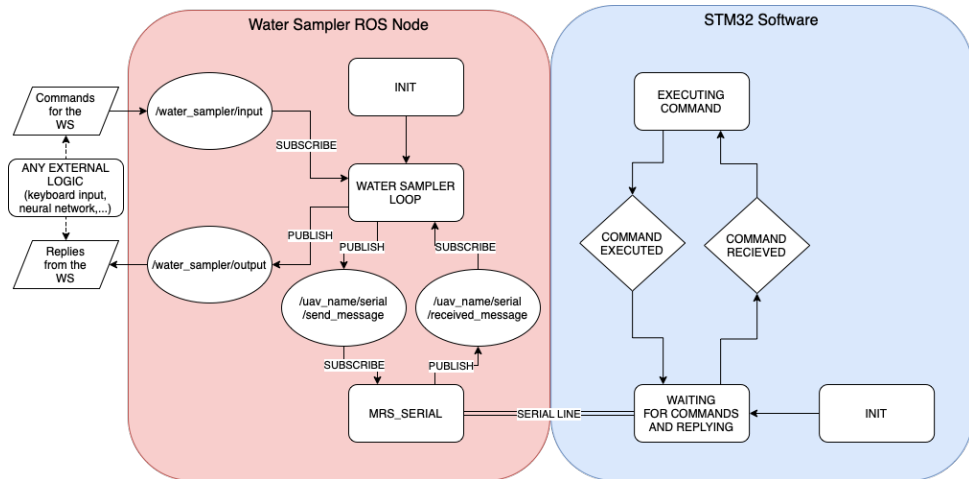 Water Sampler ROS Node
STM32 Software
Commands
for the
WS
/water_sampler/input
INIT
EXECUTING
COMMAND
SUBSCRIBE
ANY EXTERNAL
LOGIC
(keyboard input,
neural network,...)
WATER SAMPLER
LOOP
PUBLISH
PUBLISH
SUBSCRIBE
COMMAND
EXECUTED
COMMAND
RECIEVED
Replies
from the
WS
/water_sampler/output
/uav_name/serial
/send_message
/uav_name/serial
/received_message
SUBSCRIBE
PUBLISH
MRS_SERIAL
SERIAL LINE
WAITING
FOR COMMANDS
AND REPLYING
INIT